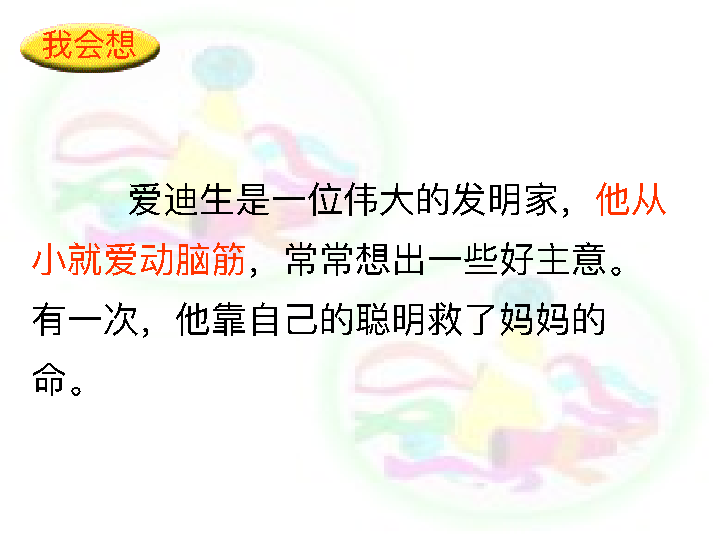 我会想
爱迪生是一位伟大的发明家，他从
小就爱动脑筋，常常想出一些好主意。
有一次，他靠自己的聪明救了妈妈的
命。